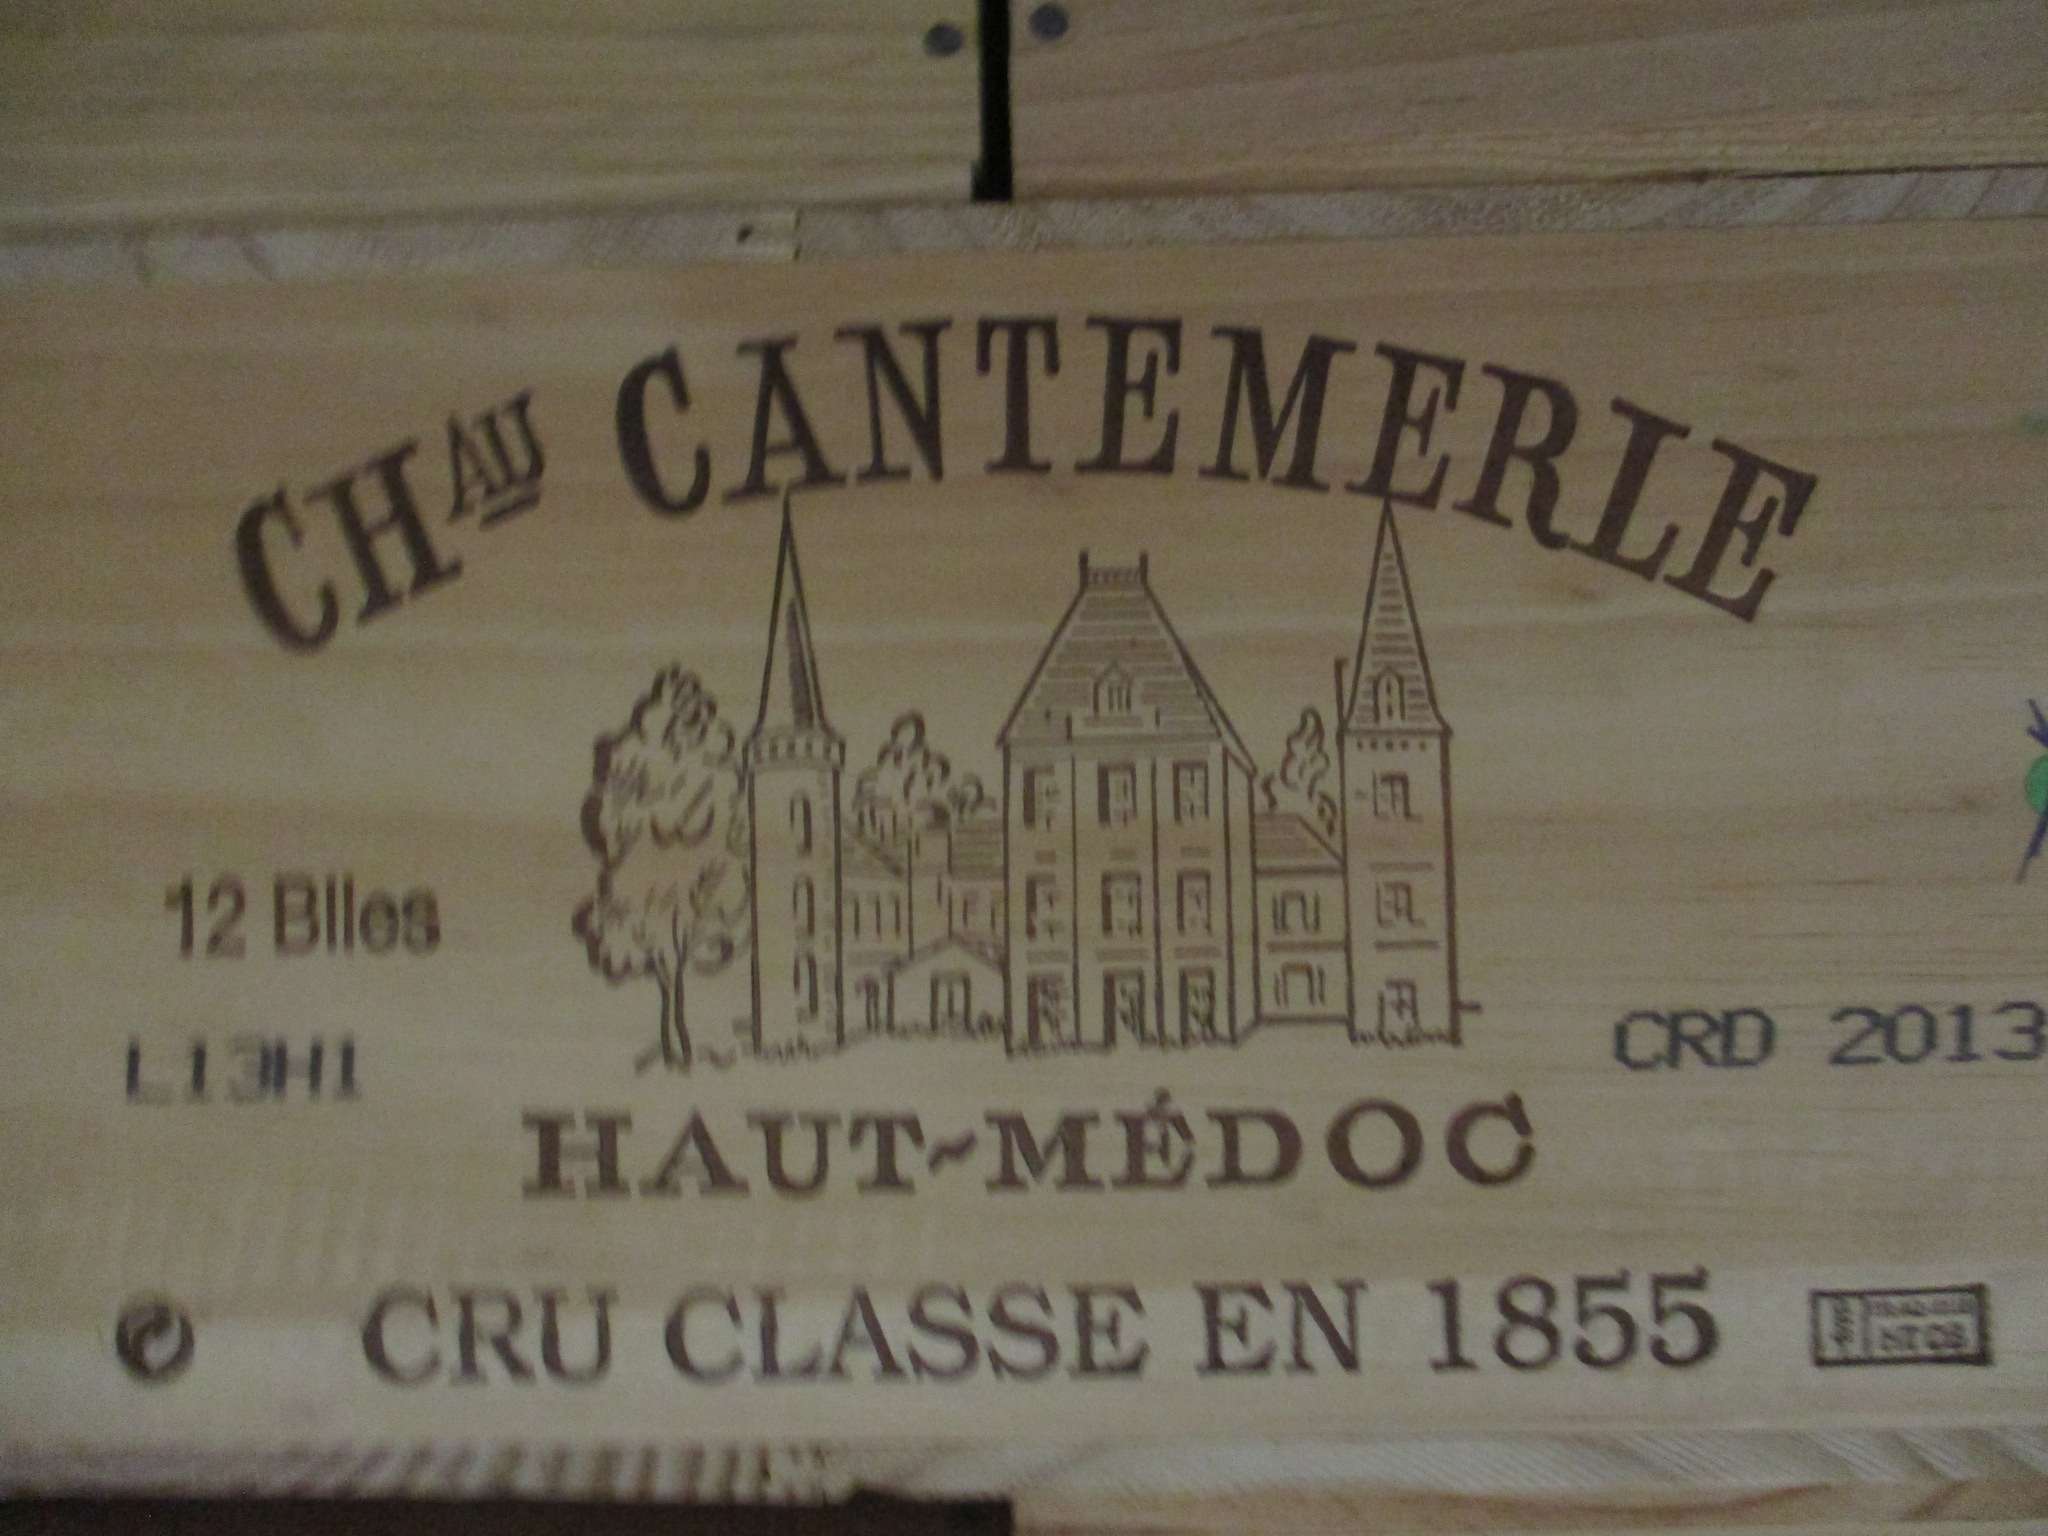 CHAU CANTEMERLE
12 Blles
L13H1
CRD 2013
HAUT~MÉDOC
CRU CLASSE EN 1855